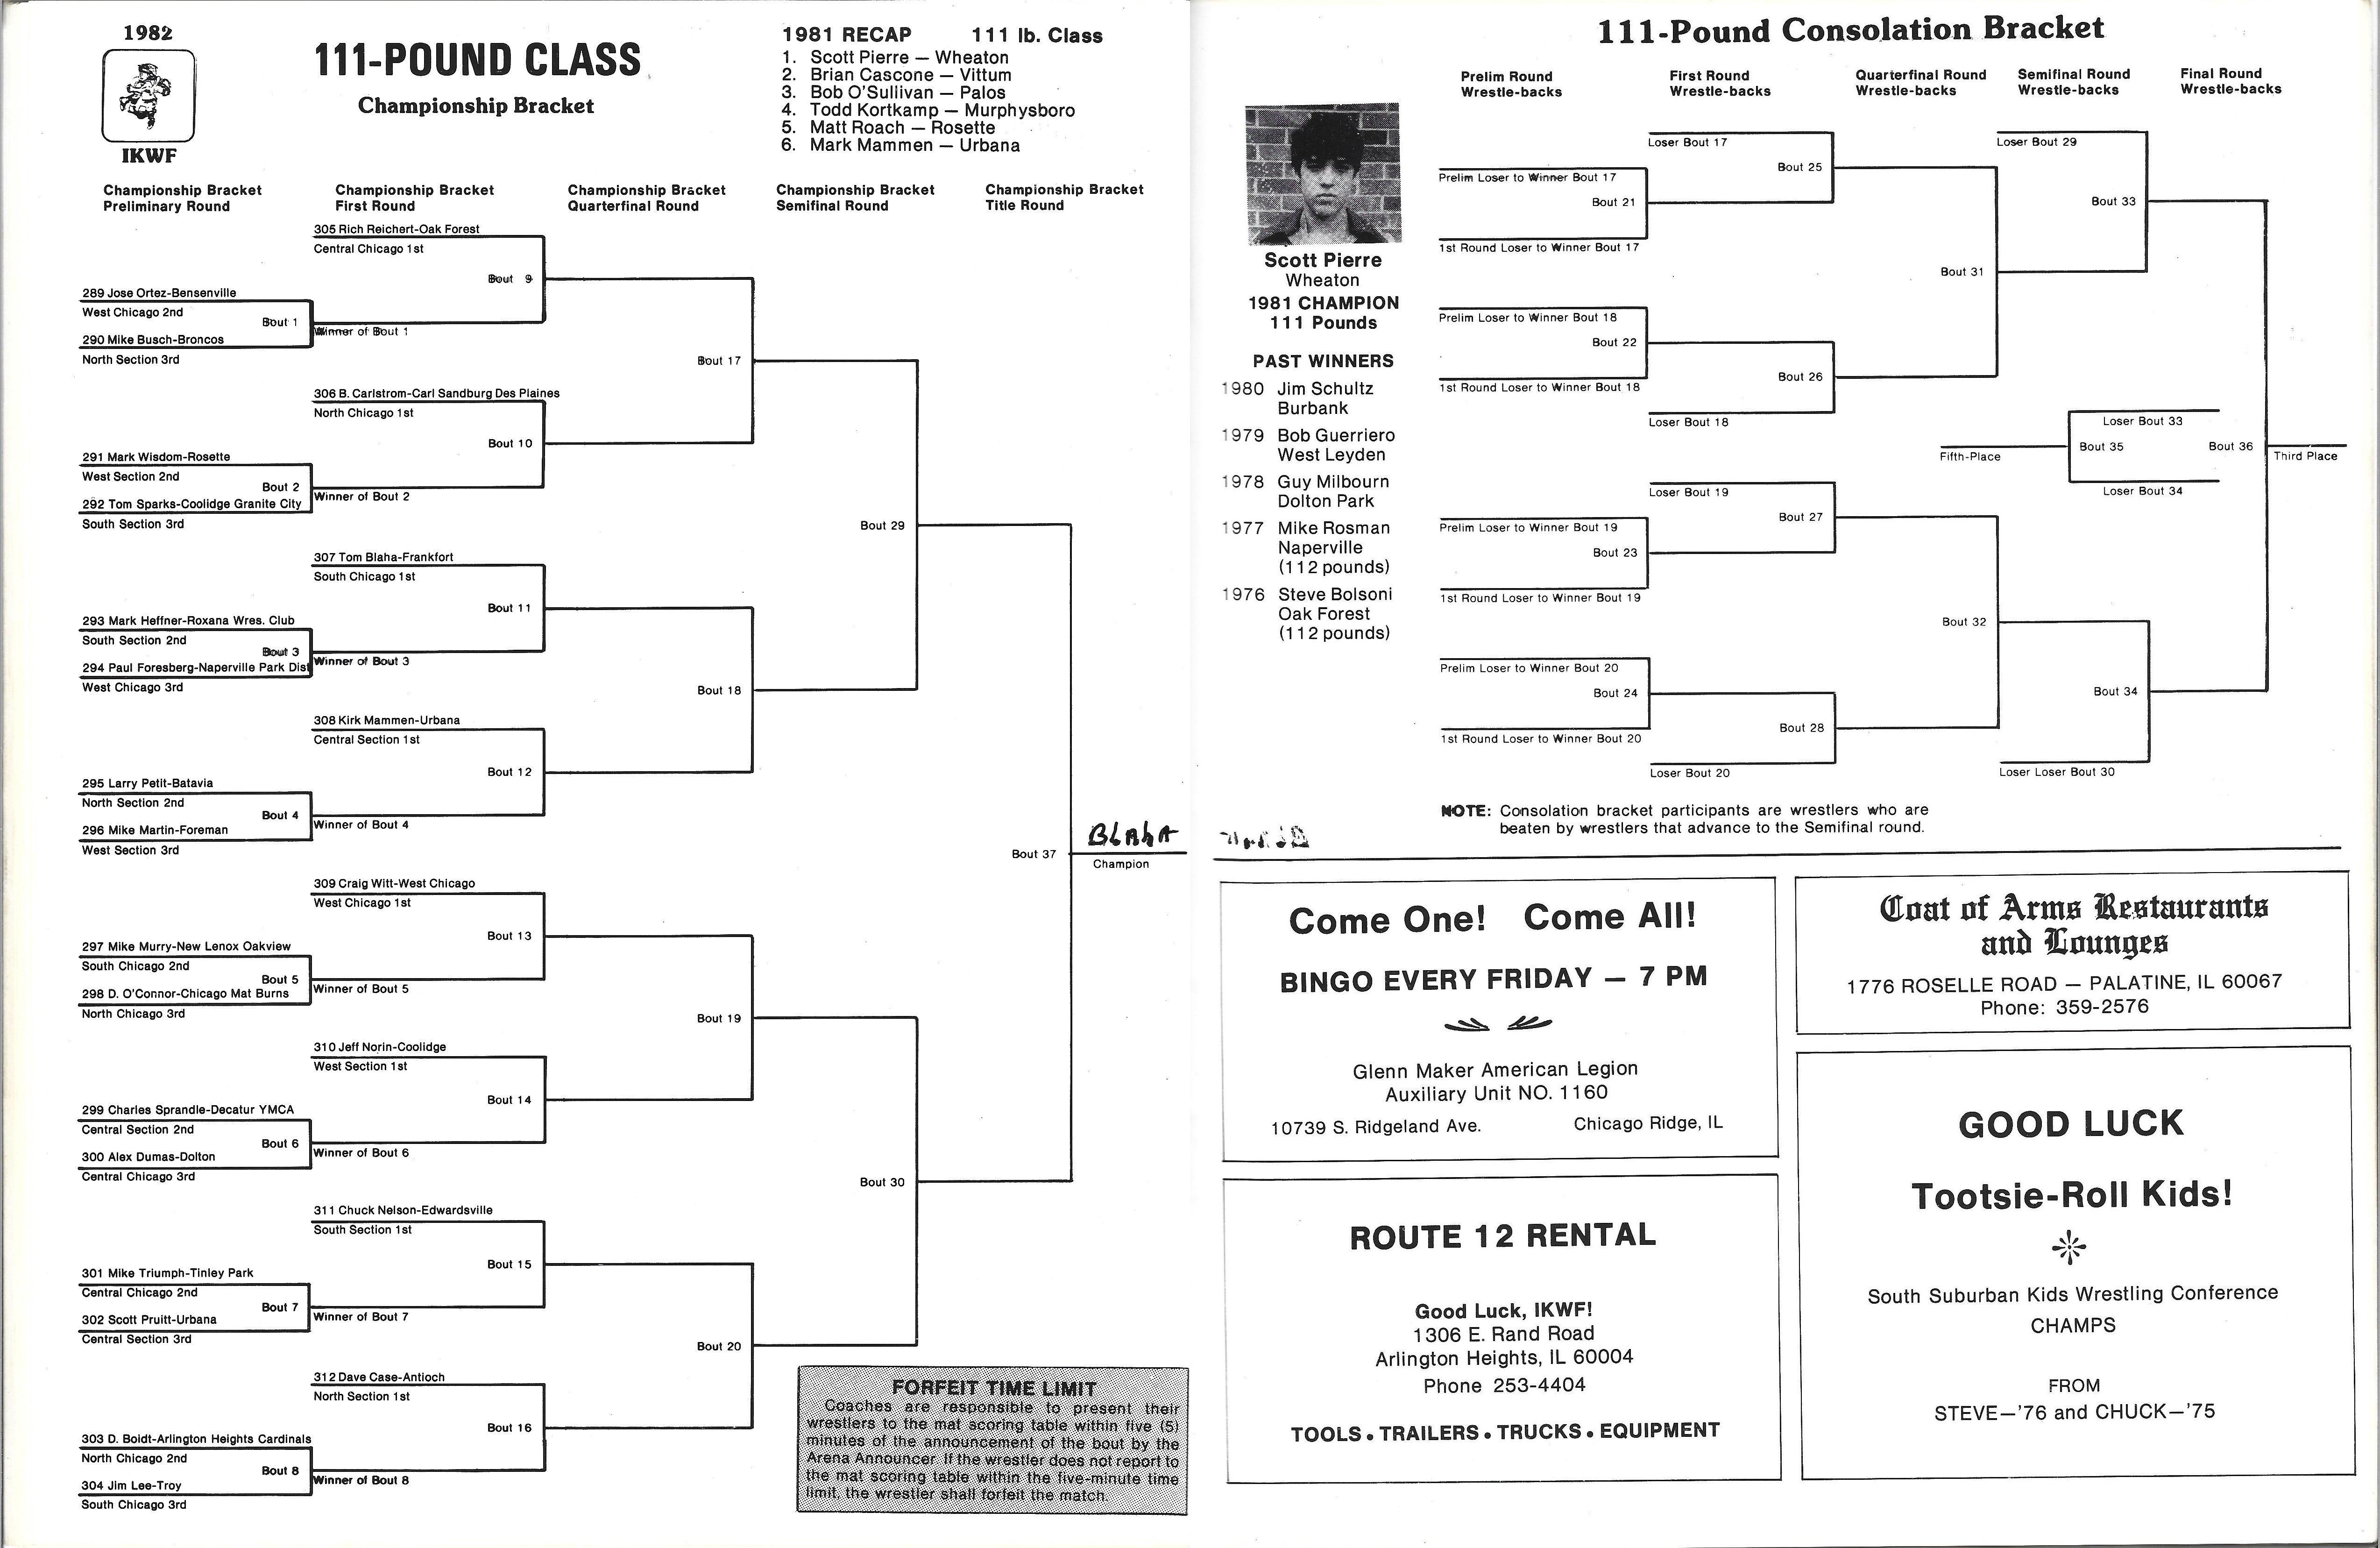 1982
IKWF
111-POUND CLASS
Championship Bracket
1981 RECAP 111 lb. Class
1. Scott Pierre — Wheaton
2. Brian Cascone — Vittum
3. Bob O'Sullivan — Palos
4. Todd Kortkamp — Murphysboro
5. Matt Roach — Rosette
6. Mark Mammen — Urbana
Championship Bracket
Preliminary Round
Championship Bracket
First Round
Championship Bracket
Quarterfinal Round
Championship Bracket
Semifinal Round
Championship Bracket
Title Round
305 Rich Reichert-Oak Forest
Central Chicago 1st
Bout 9
289 Jose Ortez-Bensenville
West Chicago 2nd
Bout 1
Winner of Bout 1
290 Mike Busch-Broncos
North Section 3rd
Bout 17
306 B. Carlstrom-Carl Sandburg Des Plaines
North Chicago 1st
Bout 10
291 Mark Wisdom-Rosette
West Section 2nd
Bout 2
Winner of Bout 2
292 Tom Sparks-Coolidge Granite City
South Section 3rd
Bout 29
307 Tom Blaha-Frankfort
South Chicago 1st
Bout 11
293 Mark Heffner-Roxana Wres. Club
South Section 2nd
Bout 3
Winner of Bout 3
294 Paul Foresberg-Naperville Park Dist
West Chicago 3rd
Bout 18
308 Kirk Mammen-Urbana
Central Section 1st
Bout 12
295 Larry Petit-Batavia
North Section 2nd
Bout 4
Winner of Bout 4
296 Mike Martin-Foreman
West Section 3rd
Bout 37
BLAHA
Champion
309 Craig Witt-West Chicago
West Chicago 1st
Bout 13
297 Mike Murry-New Lenox Oakview
South Chicago 2nd
Bout 5
Winner of Bout 5
298 D. O'Connor-Chicago Mat Burns
North Chicago 3rd
Bout 19
310 Jeff Norin-Coolidge
West Section 1st
Bout 14
299 Charles Sprandle-Decatur YMCA
Central Section 2nd
Bout 6
Winner of Bout 6
300 Alex Dumas-Dolton
Central Chicago 3rd
Bout 30
311 Chuck Nelson-Edwardsville
South Section 1st
Bout 15
301 Mike Triumph-Tinley Park
Central Chicago 2nd
Bout 7
Winner of Bout 7
302 Scott Pruitt-Urbana
Central Section 3rd
Bout 20
312 Dave Case-Antioch
North Section 1st
Bout 16
303 D. Boldt-Arlington Heights Cardinals
North Chicago 2nd
Bout 8
Winner of Bout 8
304 Jim Lee-Troy
South Chicago 3rd
FORFEIT TIME LIMIT
Coaches are responsible to present their
wrestlers to the mat scoring table within five (5)
minutes of the announcement of the bout by the
Arena Announcer. If the wrestler does not report to
the mat scoring table within the five-minute time
limit, the wrestler shall forfeit the match.
111-Pound Consolation Bracket
Prelim Round
Wrestle-backs
First Round
Wrestle-backs
Quarterfinal Round
Wrestle-backs
Semifinal Round
Wrestle-backs
Final Round
Wrestle-backs
Scott Pierre
Wheaton
1981 CHAMPION
111 Pounds
PAST WINNERS
1980 Jim Schultz
Burbank
1979 Bob Guerriero
West Leyden
1978 Guy Milbourn
Dolton Park
1977 Mike Rosman
Naperville
(112 pounds)
1976 Steve Bolsoni
Oak Forest
(112 pounds)
Loser Bout 17
Bout 25
Prelim Loser to Winner Bout 17
Bout 21
1st Round Loser to Winner Bout 17
Loser Bout 29
Bout 33
Bout 31
Prelim Loser to Winner Bout 18
Bout 22
1st Round Loser to Winner Bout 18
Bout 26
Loser Bout 18
Loser Bout 33
Fifth-Place
Bout 35
Bout 36
Third Place
Loser Bout 34
Loser Bout 19
Bout 27
Prelim Loser to Winner Bout 19
Bout 23
1st Round Loser to Winner Bout 19
Bout 32
Prelim Loser to Winner Bout 20
Bout 24
1st Round Loser to Winner Bout 20
Bout 28
Loser Bout 20
Bout 34
Loser Loser Bout 30
NOTE: Consolation bracket participants are wrestlers who are
beaten by wrestlers that advance to the Semifinal round.
Come One! Come All!
BINGO EVERY FRIDAY — 7 PM
Glenn Maker American Legion
Auxiliary Unit NO. 1160
10739 S. Ridgeland Ave. Chicago Ridge, IL
Coat of Arms Restaurants
and Lounges
1776 ROSELLE ROAD — PALATINE, IL 60067
Phone: 359-2576
ROUTE 12 RENTAL
Good Luck, IKWF!
1306 E. Rand Road
Arlington Heights, IL 60004
Phone 253-4404
TOOLS • TRAILERS • TRUCKS • EQUIPMENT
GOOD LUCK
Tootsie-Roll Kids!
South Suburban Kids Wrestling Conference
CHAMPS
FROM
STEVE—'76 and CHUCK—'75